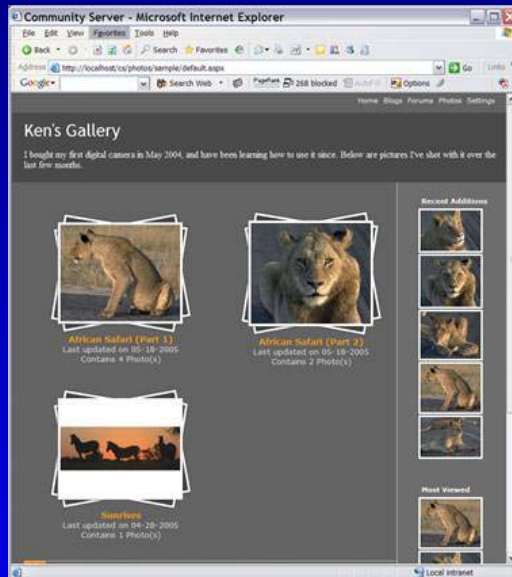 Community Server - Microsoft Internet Explorer
File Edit View Favorites Tools Help
Back Search Favorites
Address http://localhost/cs/photos/sample/default.aspx Go Links
Google Search Web PageRank 268 blocked AutoFill Options
Home Blogs Forums Photos Settings
Ken's Gallery
I bought my first digital camera in May 2004, and have been learning how to use it since. Below are pictures I've shot with it over the
last few months.
Recent Additions
African Safari (Part 1)
Last updated on 05-18-2005
Contains 4 Photo(s)
African Safari (Part 2)
Last updated on 05-18-2005
Contains 2 Photo(s)
Sunrises
Last updated on 04-28-2005
Contains 1 Photo(s)
Most Viewed
Local intranet